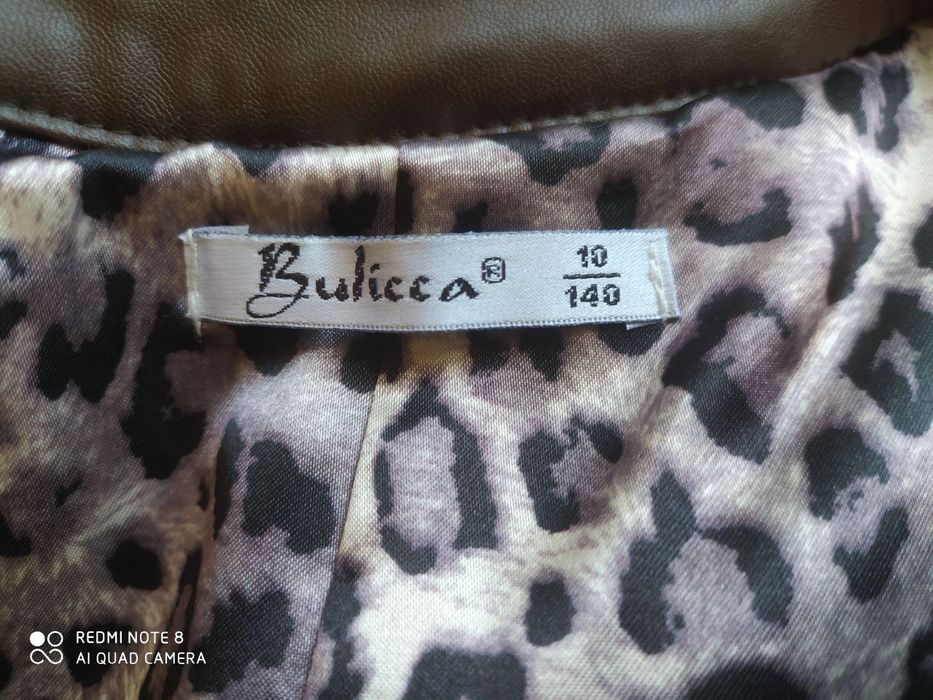 Bulicca®
10
140
REDMI NOTE 8
AI QUAD CAMERA